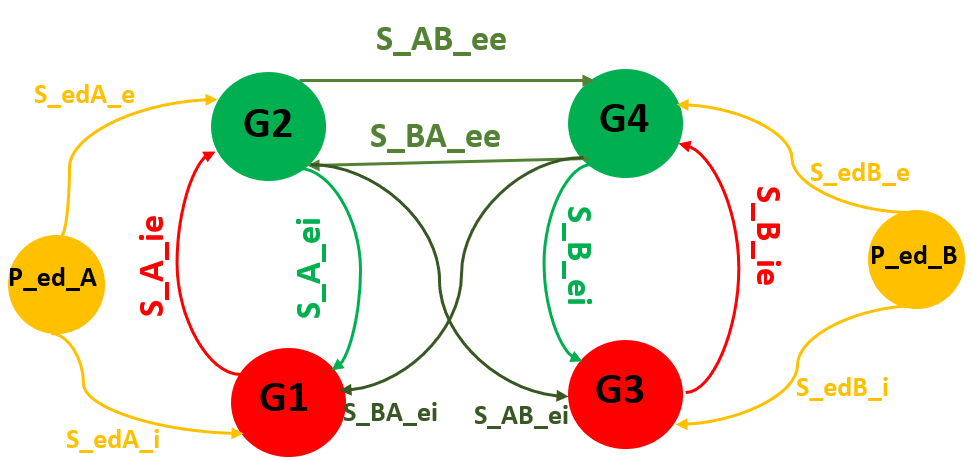 S_AB_ee
S_edA_e
G2
G4
S_BA_ee
S_edB_e
S_A_ie
S_A_ei
S_B_ei
S_B_ie
P_ed_A
P_ed_B
G1
G3
S_BA_ei
S_AB_ei
S_edB_i
S_edA_i